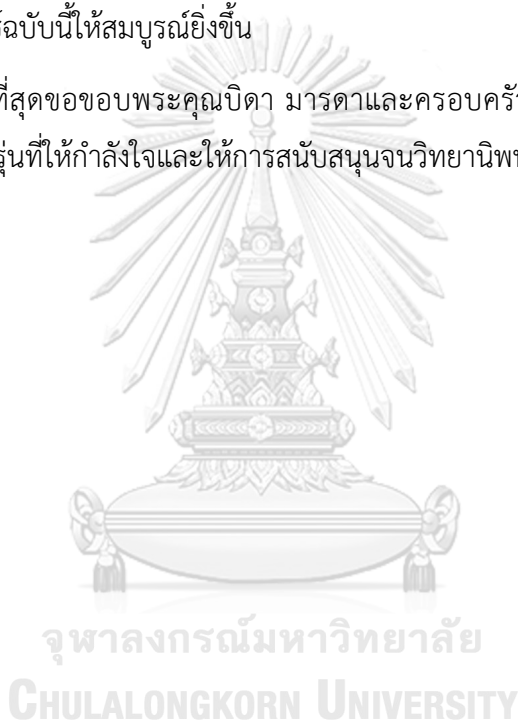 ฉบับนี้ให้สมบูรณ์ยิ่งขึ้น
ที่สุดขอขอบพระคุณบิดา มารดาและครอบครัว
รุ่นที่ให้กำลังใจและให้การสนับสนุนจนวิทยานิพน
จุฬาลงกรณ์มหาวิทยาลัย
CHULALONGKORN UNIVERSITY